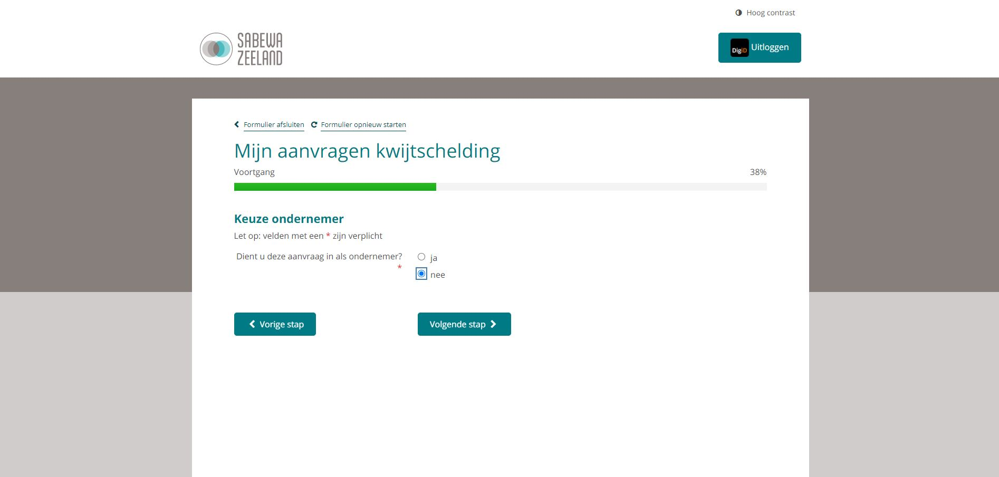 Hoog contrast
SABEWA
ZEELAND
DigiD Uitloggen
Formulier afsluiten Formulier opnieuw starten
Mijn aanvragen kwijtschelding
Voortgang 38%
Keuze ondernemer
Let op: velden met een * zijn verplicht
Dient u deze aanvraag in als ondernemer? ja
*
nee
Vorige stap Volgende stap